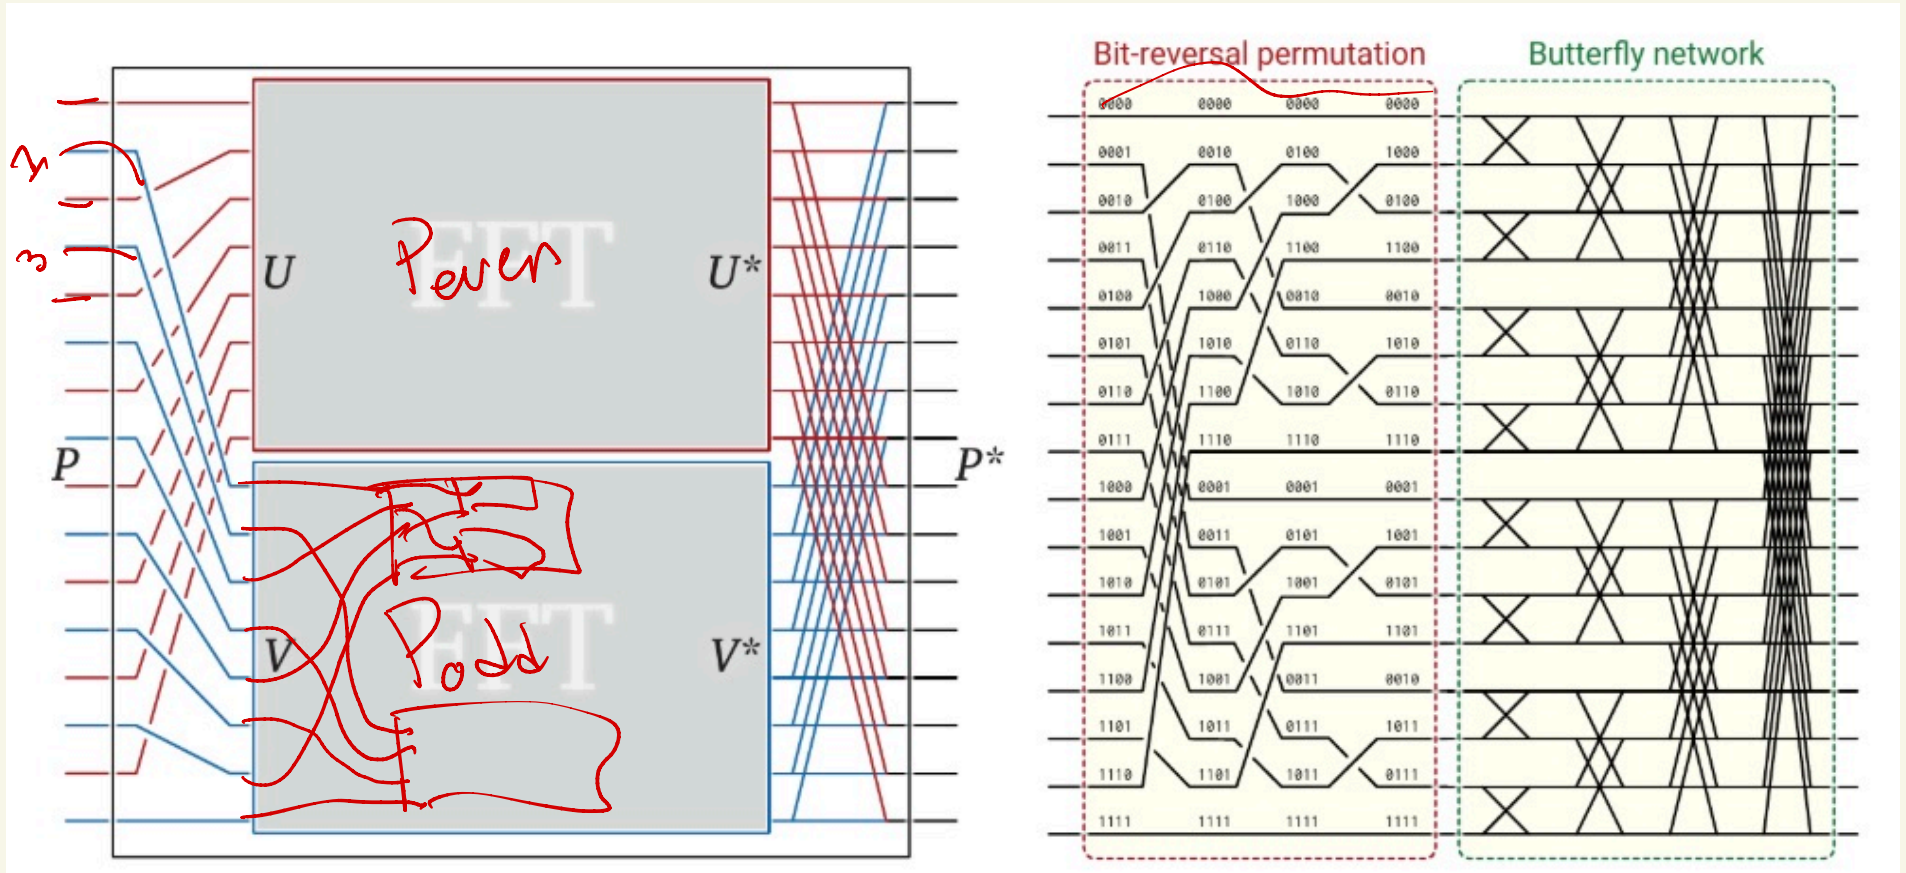 3
U
FFT
Peven
U*
P
P*
V
FFT
Podd
V*
Bit-reversal permutation
Butterfly network
0000 0000 0000 0000
0001 0010 0100 1000
0010 0100 1000 0100
0011 0110 1100 1100
0100 1000 0010 0010
0101 1010 0110 1010
0110 1100 1010 0110
0111 1110 1110 1110
1000 0001 0001 0001
1001 0011 0101 1001
1010 0101 1001 0101
1011 0111 1101 1101
1100 1001 0011 0010
1101 1011 0111 1011
1110 1101 1011 0111
1111 1111 1111 1111